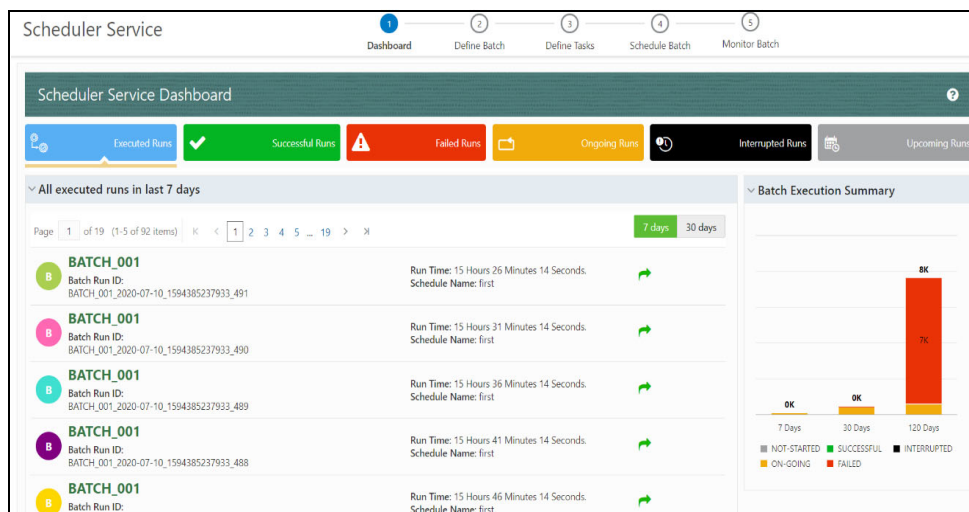 Scheduler Service
1
2
3
4
5
Dashboard
Define Batch
Define Tasks
Schedule Batch
Monitor Batch
Scheduler Service Dashboard
?
Executed Runs
Successful Runs
Failed Runs
Ongoing Runs
Interrupted Runs
Upcoming Runs
All executed runs in last 7 days
Page 1 of 19 (1-5 of 92 items) 1 2 3 4 5 ... 19
7 days
30 days
B
BATCH_001
Batch Run ID:
BATCH_001_2020-07-10_1594385237933_491
Run Time: 15 Hours 26 Minutes 14 Seconds.
Schedule Name: first
B
BATCH_001
Batch Run ID:
BATCH_001_2020-07-10_1594385237933_490
Run Time: 15 Hours 31 Minutes 14 Seconds.
Schedule Name: first
B
BATCH_001
Batch Run ID:
BATCH_001_2020-07-10_1594385237933_489
Run Time: 15 Hours 36 Minutes 14 Seconds.
Schedule Name: first
B
BATCH_001
Batch Run ID:
BATCH_001_2020-07-10_1594385237933_488
Run Time: 15 Hours 41 Minutes 14 Seconds.
Schedule Name: first
B
BATCH_001
Batch Run ID:
Run Time: 15 Hours 46 Minutes 14 Seconds.
Schedule Name: first
Batch Execution Summary
8K
7K
0K
0K
7 Days
30 Days
120 Days
NOT-STARTED
SUCCESSFUL
INTERRUPTED
ON-GOING
FAILED